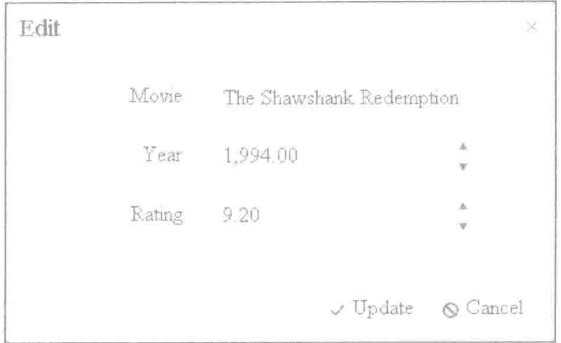 Edit ×
Movie The Shawshank Redemption
Year 1,994.00
Rating 9.20
Update Cancel